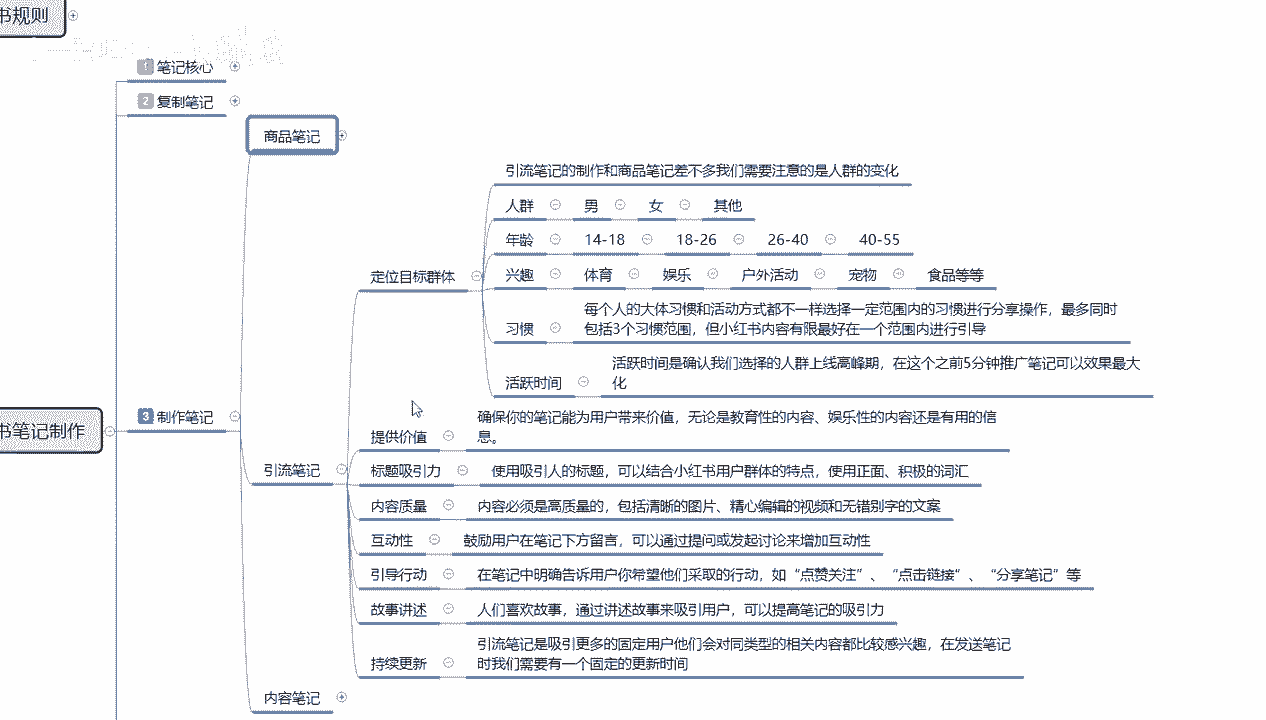 书规则
1 笔记核心
2 复制笔记
商品笔记
引流笔记的制作和商品笔记差不多我们需要注意的是人群的变化
人群 男 女 其他
年龄 14-18 18-26 26-40 40-55
兴趣 体育 娱乐 户外活动 宠物 食品等等
定位目标群体
每个人的大体习惯和活动方式都不一样选择一定范围内的习惯进行分享操作，最多同时
习惯
包括3个习惯范围，但小红书内容有限最好在一个范围内进行引导
活跃时间是确认我们选择的人群上线高峰期，在这个之前5分钟推广笔记可以效果最大
活跃时间
化
3 制作笔记
书笔记制作
确保你的笔记能为用户带来价值，无论是教育性的内容、娱乐性的内容还是有用的信
提供价值
息。
引流笔记
标题吸引力 使用吸引人的标题，可以结合小红书用户群体的特点，使用正面、积极的词汇
内容质量 内容必须是高质量的，包括清晰的图片、精心编辑的视频和无错别字的文案
互动性 鼓励用户在笔记下方留言，可以通过提问或发起讨论来增加互动性
引导行动 在笔记中明确告诉用户你希望他们采取的行动，如“点赞关注”、“点击链接”、“分享笔记”等
故事讲述 人们喜欢故事，通过讲述故事来吸引用户，可以提高笔记的吸引力
引流笔记是吸引更多的固定用户他们会对同类型的相关内容都比较感兴趣，在发送笔记
持续更新
时我们需要有一个固定的更新时间
内容笔记